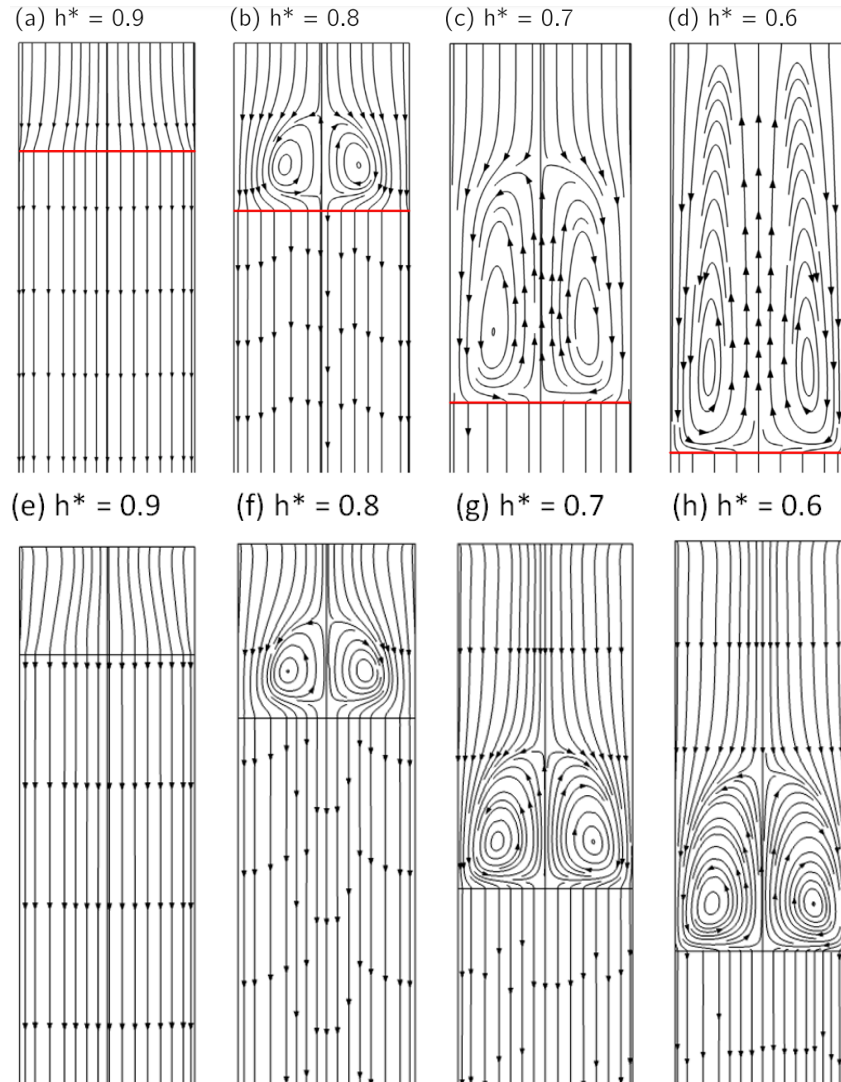 (a) h* = 0.9 (b) h* = 0.8 (c) h* = 0.7 (d) h* = 0.6
(e) h* = 0.9 (f) h* = 0.8 (g) h* = 0.7 (h) h* = 0.6